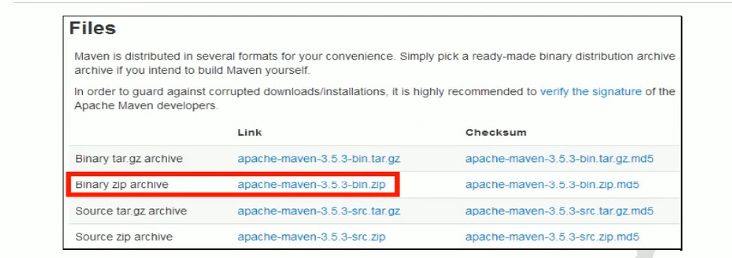 Files
Maven is distributed in several formats for your convenience. Simply pick a ready-made binary distribution archive
archive if you intend to build Maven yourself.
In order to guard against corrupted downloads/installations, it is highly recommended to verify the signature of the
Apache Maven developers.
Link Checksum
Binary tar.gz archive apache-maven-3.5.3-bin.tar.gz apache-maven-3.5.3-bin.tar.gz.md5
Binary zip archive apache-maven-3.5.3-bin.zip apache-maven-3.5.3-bin.zip.md5
Source tar.gz archive apache-maven-3.5.3-src.tar.gz apache-maven-3.5.3-src.tar.gz.md5
Source zip archive apache-maven-3.5.3-src.zip apache-maven-3.5.3-src.zip.md5